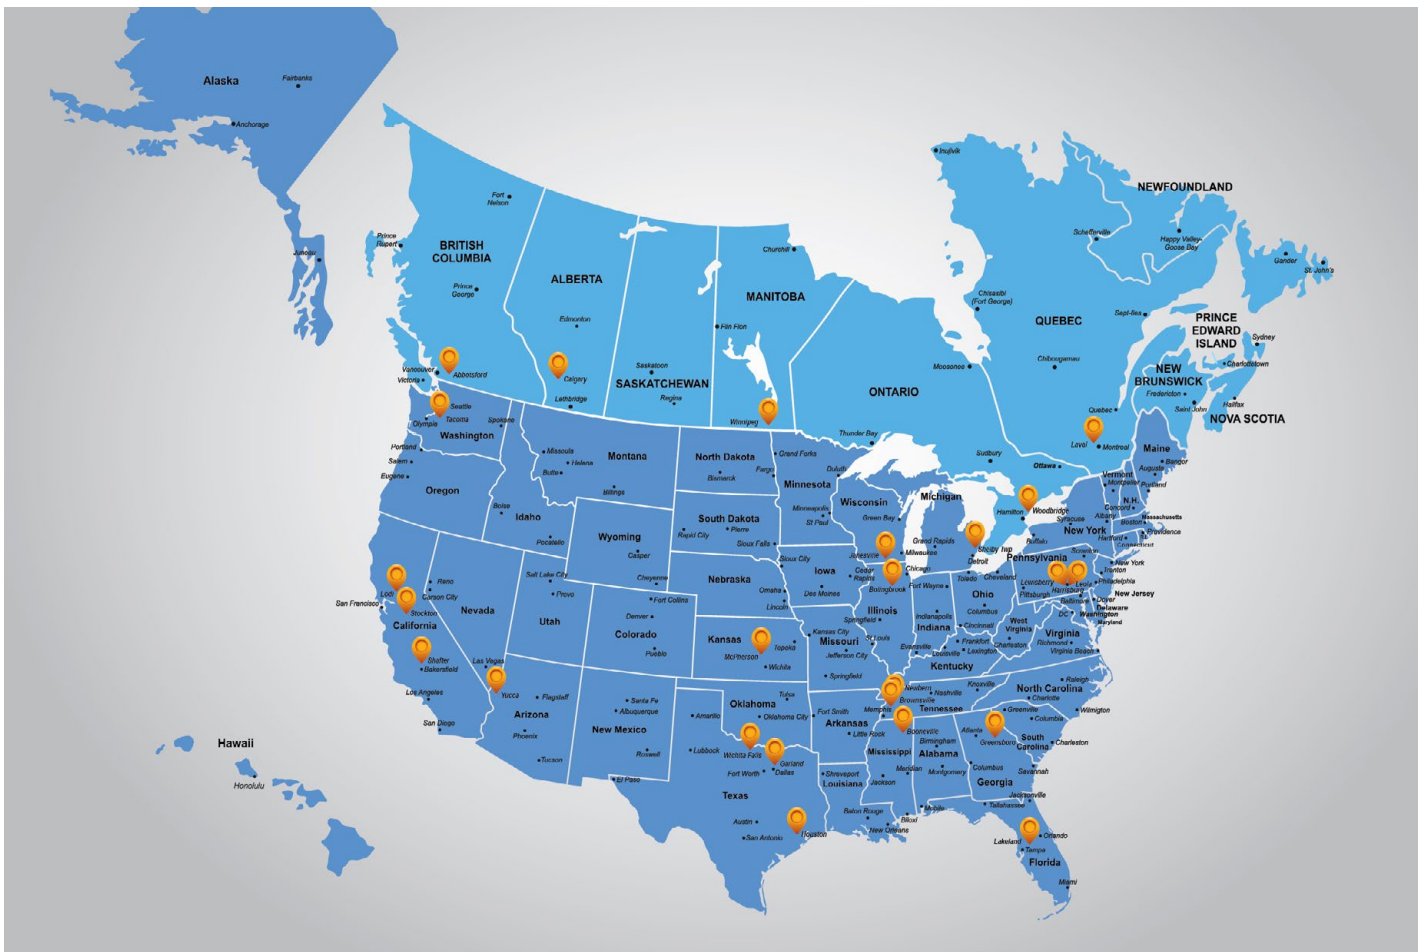 Alaska
Fairbanks
Anchorage
Juneau
Fort
Nelson
Prince
Rupert
BRITISH
COLUMBIA
Prince
George
ALBERTA
Edmonton
Vancouver
Victoria
Abbotsford
Calgary
Lethbridge
Saskatoon
SASKATCHEWAN
Regina
Churchill
MANITOBA
Flin Flon
Winnipeg
Inujivik
NEWFOUNDLAND
Schefferville
Happy Valley-
Goose Bay
Gander
St. John's
Chisasibi
(Fort George)
QUEBEC
Sept-Iles
PRINCE
EDWARD
ISLAND
Sydney
Charlottetown
Chibougamau
Moosonee
ONTARIO
NEW
BRUNSWICK
Fredericton
Saint John
Halifax
NOVA SCOTIA
Quebec
Thunder Bay
Laval
Montreal
Sudbury
Ottawa
Hamilton
Woodbridge
Seattle
Tacoma
Olympia
Spokane
Washington
Portland
Salem
Eugene
Oregon
Missoula
Helena
Butte
Montana
Billings
Boise
Idaho
Pocatello
North Dakota
Bismarck
Grand Forks
Fargo
Duluth
Minnesota
Minneapolis
St Paul
South Dakota
Pierre
Rapid City
Sioux Falls
Wyoming
Casper
Cheyenne
Wisconsin
Green Bay
Janesville
Milwaukee
Michigan
Grand Rapids
Shelby Twp
Detroit
Maine
Bangor
Augusta
Portland
Vermont
Montpelier
N.H.
Concord
Massachusetts
Boston
Providence
Albany
Syracuse
New York
Buffalo
Hartford
Connecticut
Scranton
New York
Trenton
Pennsylvania
Lewisberry
Leola
Harrisburg
Pittsburgh
Philadelphia
New Jersey
Baltimore
Dover
Delaware
Washington
DC
Maryland
Reno
Carson City
Lodi
San Francisco
Stockton
California
Nevada
Shafter
Bakersfield
Las Vegas
Los Angeles
San Diego
Salt Lake City
Provo
Utah
Fort Collins
Denver
Colorado
Pueblo
Nebraska
Sioux City
Omaha
Lincoln
Iowa
Cedar
Rapids
Des Moines
Chicago
Bolingbrook
Illinois
Springfield
Fort Wayne
Indianapolis
Indiana
Evansville
Toledo
Cleveland
Ohio
Columbus
Cincinnati
West
Virginia
Charleston
Virginia
Richmond
Virginia Beach
Kansas
McPherson
Topeka
Wichita
Kansas City
Missouri
Jefferson City
St Louis
Springfield
Frankfort
Louisville
Lexington
Kentucky
Yucca
Flagstaff
Arizona
Phoenix
Tucson
Santa Fe
Albuquerque
New Mexico
Roswell
El Paso
Oklahoma
Tulsa
Oklahoma City
Amarillo
Lubbock
Wichita Falls
Garland
Fort Worth
Dallas
Texas
Austin
San Antonio
Houston
Fort Smith
Arkansas
Little Rock
Newbern
Brownsville
Memphis
Nashville
Knoxville
Tennessee
Raleigh
North Carolina
Charlotte
Wilmigton
Greenville
Columbia
South
Carolina
Charleston
Booneville
Mississippi
Jackson
Meridian
Biloxi
Birmingham
Alabama
Montgomery
Mobile
Atlanta
Greensboro
Columbus
Georgia
Savannah
Shreveport
Louisiana
Baton Rouge
New Orleans
Jacksonville
Tallahassee
Orlando
Lakeland
Tampa
Florida
Miami
Hawaii
Honolulu